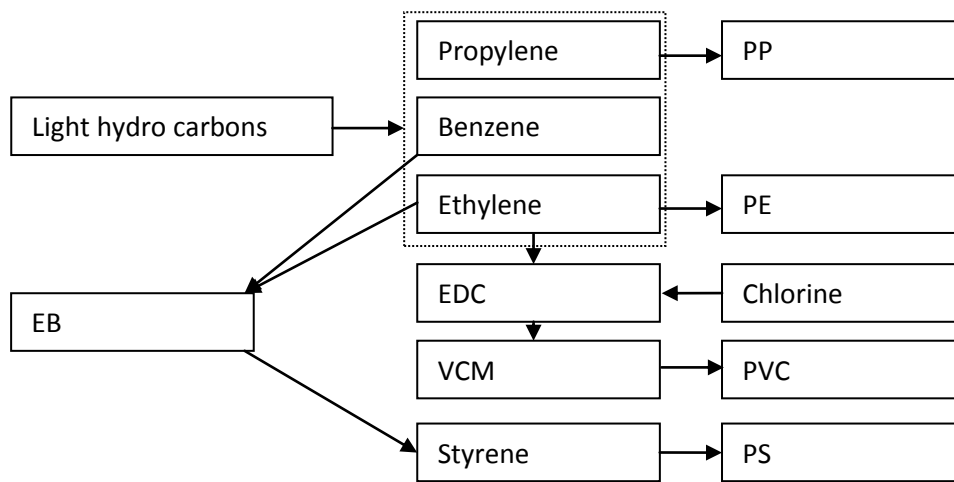 Propylene
PP
Light hydro carbons
Benzene
Ethylene
PE
EDC
Chlorine
EB
VCM
PVC
Styrene
PS